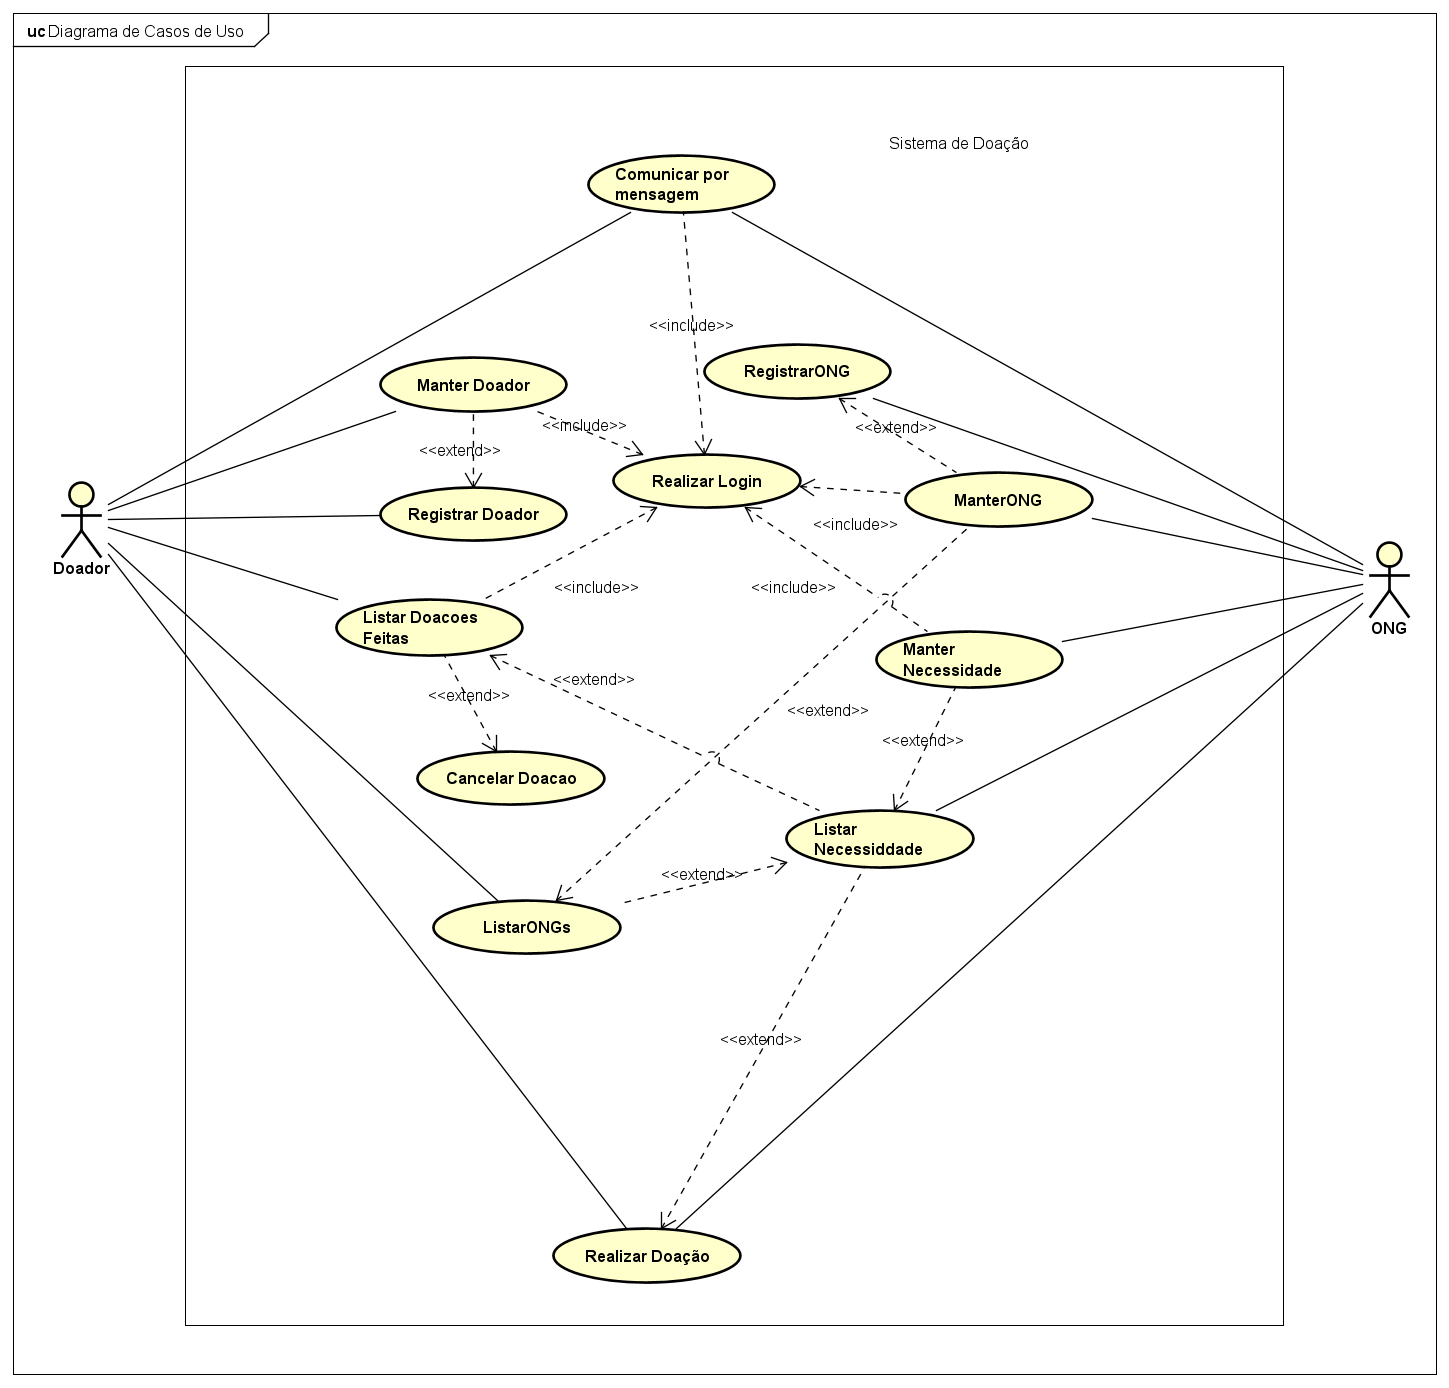 uc Diagrama de Casos de Uso
Sistema de Doação
Comunicar por
mensagem
<<include>>
RegistrarONG
Manter Doador
<<include>>
<<extend>>
<<extend>>
Realizar Login
ManterONG
Registrar Doador
<<include>>
Doador
<<include>>
<<include>>
Listar Doacoes
Feitas
ONG
Manter
Necessidade
<<extend>>
<<extend>>
<<extend>>
<<extend>>
Cancelar Doacao
Listar
Necessiddade
<<extend>>
ListarONGs
<<extend>>
Realizar Doação